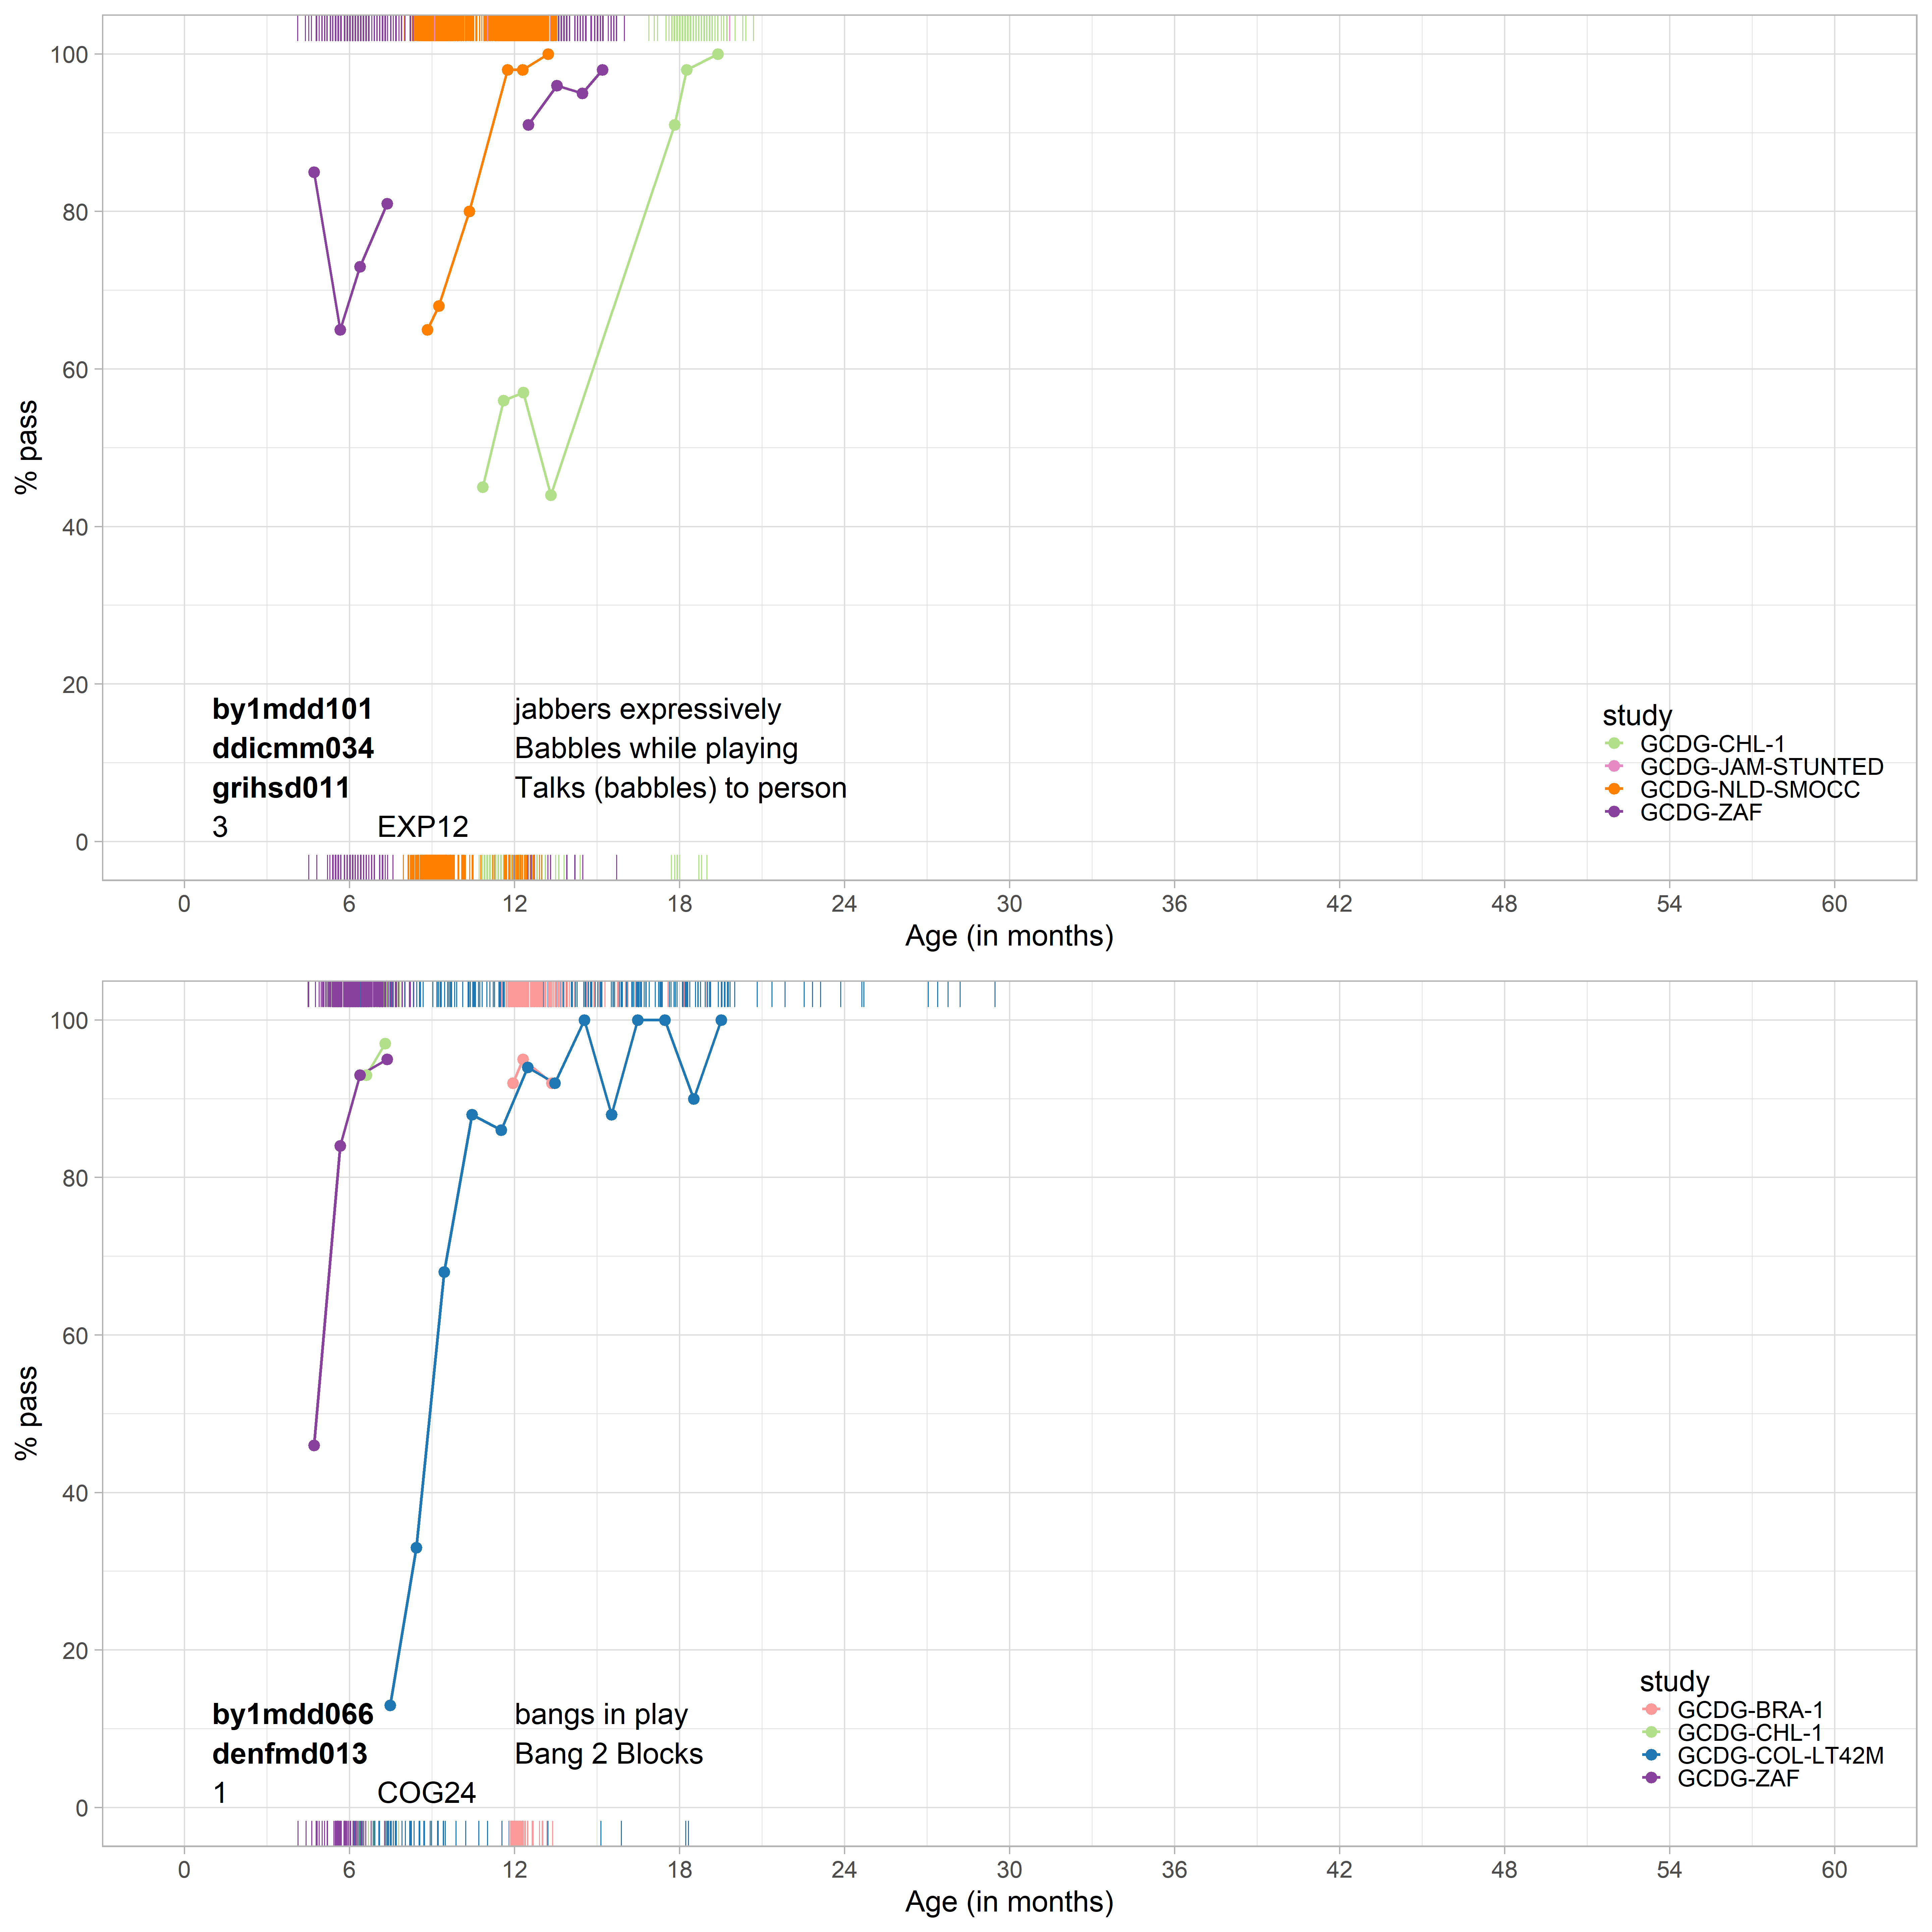 100
80
60
40
20
0
% pass
by1mdd101 jabbers expressively
ddicmm034 Babbles while playing
grihsd011 Talks (babbles) to person
3 EXP12
study
GCDG-CHL-1
GCDG-JAM-STUNTED
GCDG-NLD-SMOCC
GCDG-ZAF
0 6 12 18 24 30 36 42 48 54 60
Age (in months)
100
80
60
40
20
0
% pass
by1mdd066 bangs in play
denfmd013 Bang 2 Blocks
1 COG24
study
GCDG-BRA-1
GCDG-CHL-1
GCDG-COL-LT42M
GCDG-ZAF
0 6 12 18 24 30 36 42 48 54 60
Age (in months)